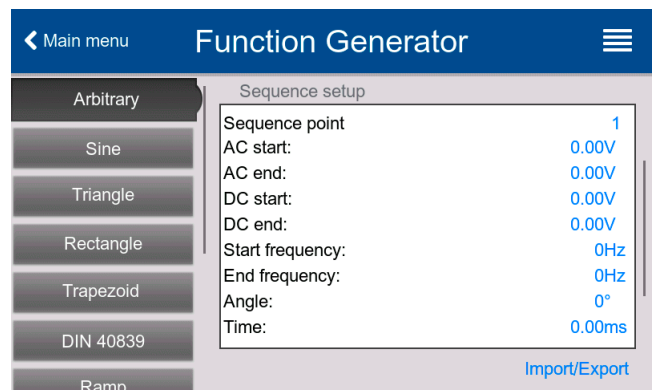 Main menu
Function Generator
Arbitrary
Sine
Triangle
Rectangle
Trapezoid
DIN 40839
Ramp
Sequence setup
Sequence point 1
AC start: 0.00V
AC end: 0.00V
DC start: 0.00V
DC end: 0.00V
Start frequency: 0Hz
End frequency: 0Hz
Angle: 0°
Time: 0.00ms
Import/Export